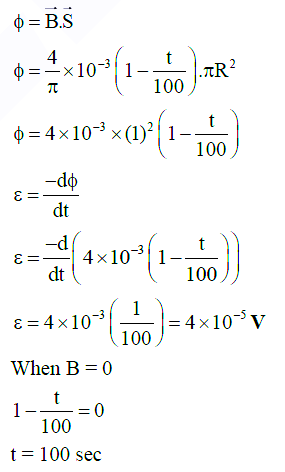 ϕ = B⃗.S⃗
ϕ = 4/π × 10⁻³ (1 − t/100).πR²
ϕ = 4 × 10⁻³ × (1)² (1 − t/100)
ε = −dϕ/dt
ε = −d/dt (4 × 10⁻³ (1 − t/100))
ε = 4 × 10⁻³ (1/100) = 4 × 10⁻⁵ V
When B = 0
1 − t/100 = 0
t = 100 sec